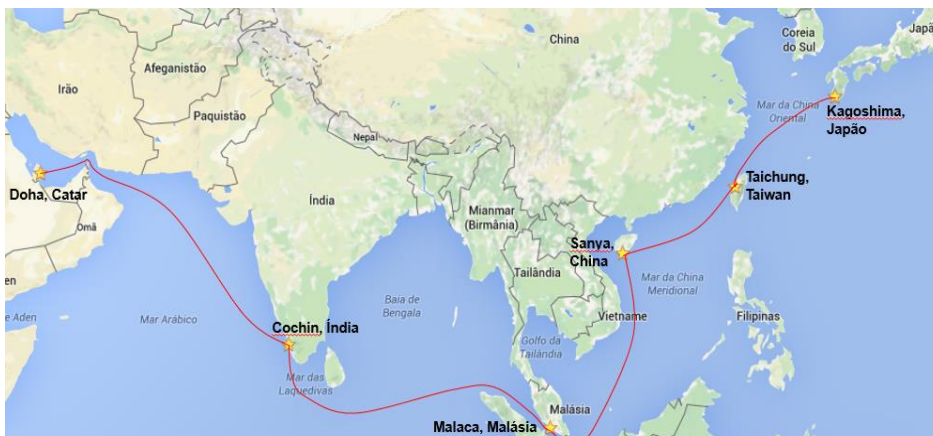 China
Coreia
do Sul
Japã
Afeganistão
Irão
Paquistão
Mar da China
Oriental
Kagoshima,
Japão
Nepal
Doha, Catar
Taichung,
Taiwan
Índia
Mianmar
(Birmânia)
Omã
Sanya,
China
Tailândia
en
Mar da China
Meridional
Baía de
Bengala
e Aden
Mar Arábico
Vietname
Filipinas
Cochin, Índia
Golfo da
Tailândia
Mar das
Laquedivas
Malásia
Malaca, Malásia